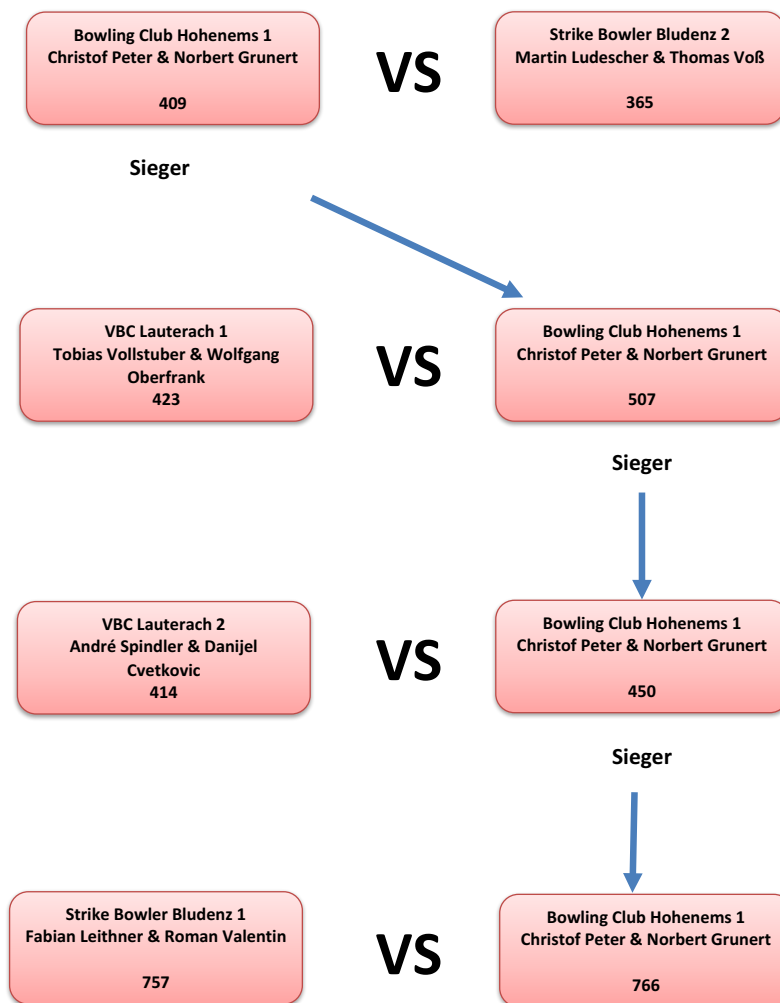 Bowling Club Hohenems 1
Christof Peter & Norbert Grunert
409
VS
Strike Bowler Bludenz 2
Martin Ludescher & Thomas Voß
365
Sieger
VBC Lauterach 1
Tobias Vollstuber & Wolfgang
Oberfrank
423
VS
Bowling Club Hohenems 1
Christof Peter & Norbert Grunert
507
Sieger
VBC Lauterach 2
André Spindler & Danijel
Cvetkovic
414
VS
Bowling Club Hohenems 1
Christof Peter & Norbert Grunert
450
Sieger
Strike Bowler Bludenz 1
Fabian Leithner & Roman Valentin
757
VS
Bowling Club Hohenems 1
Christof Peter & Norbert Grunert
766